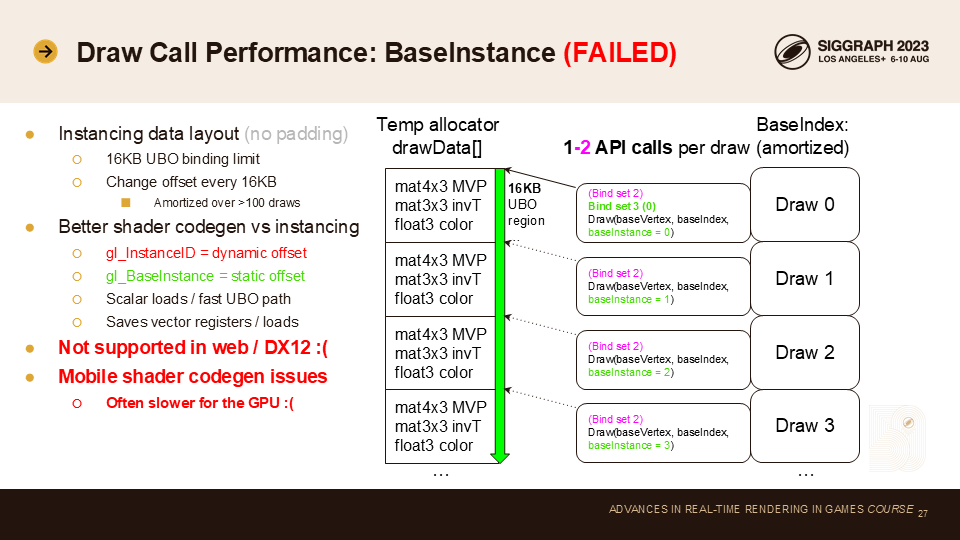 Draw Call Performance: BaseInstance (FAILED)
SIGGRAPH 2023
LOS ANGELES+ 6-10 AUG
Instancing data layout (no padding)
16KB UBO binding limit
Change offset every 16KB
Amortized over >100 draws
Better shader codegen vs instancing
gl_InstanceID = dynamic offset
gl_BaseInstance = static offset
Scalar loads / fast UBO path
Saves vector registers / loads
Not supported in web / DX12 :(
Mobile shader codegen issues
Often slower for the GPU :(
Temp allocator
drawData[]
mat4x3 MVP
mat3x3 invT
float3 color
mat4x3 MVP
mat3x3 invT
float3 color
mat4x3 MVP
mat3x3 invT
float3 color
mat4x3 MVP
mat3x3 invT
float3 color
…
16KB
UBO
region
...
BaseIndex:
1-2 API calls per draw (amortized)
(Bind set 2)
Bind set 3 (0)
Draw(baseVertex, baseIndex,
baseInstance = 0)
Draw 0
(Bind set 2)
Draw(baseVertex, baseIndex,
baseInstance = 1)
Draw 1
(Bind set 2)
Draw(baseVertex, baseIndex,
baseInstance = 2)
Draw 2
(Bind set 2)
Draw(baseVertex, baseIndex,
baseInstance = 3)
Draw 3
…
ADVANCES IN REAL-TIME RENDERING IN GAMES COURSE 27